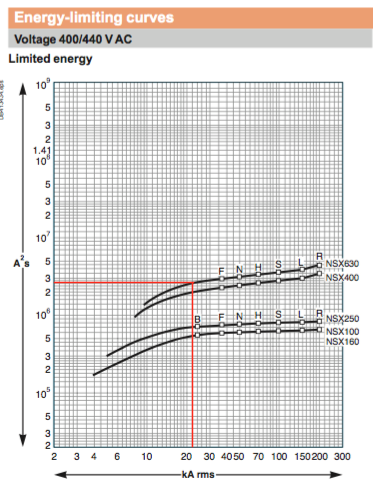 Energy-limiting curves
Voltage 400/440 V AC
Limited energy
10⁹
5
3
2
1.41
10⁸
5
3
2
10⁷
5
3
2
10⁶
5
3
2
10⁵
5
3
2
A²s
F N H S L R
NSX630
NSX400
B F N H S L R
NSX250
NSX100
NSX160
2 3 4 6 10 20 30 40 50 70 100 150 200 300
kA rms